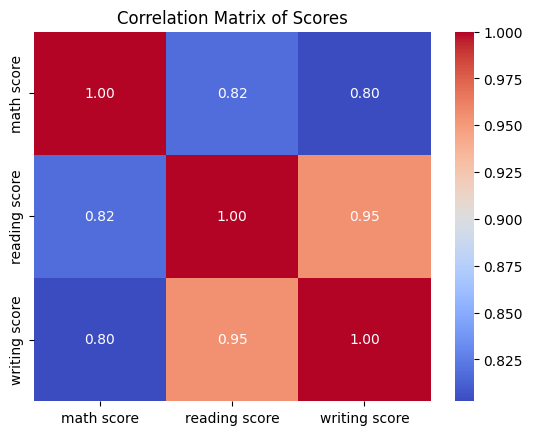 Correlation Matrix of Scores
math score
1.00
0.82
0.80
reading score
0.82
1.00
0.95
writing score
0.80
0.95
1.00
math score
reading score
writing score
1.000
0.975
0.950
0.925
0.900
0.875
0.850
0.825